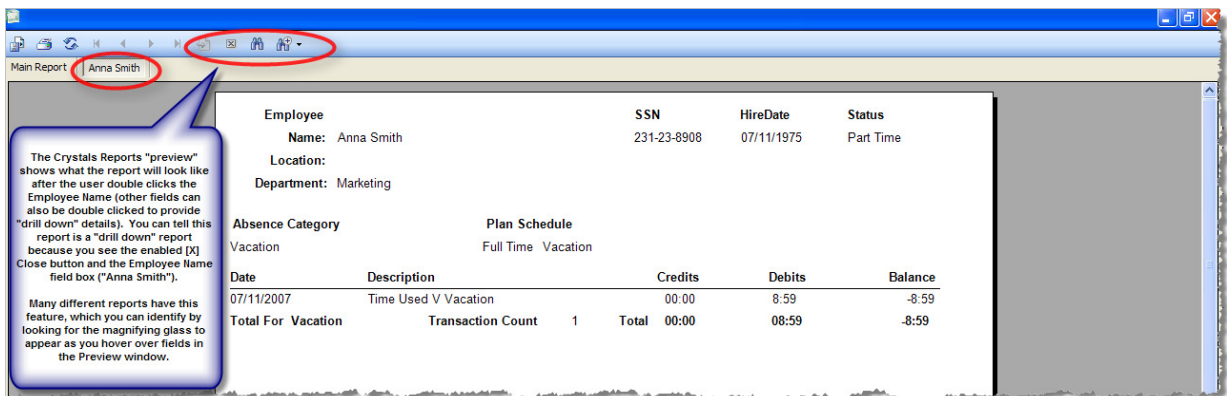 Main Report Anna Smith
The Crystals Reports "preview"
shows what the report will look like
after the user double clicks the
Employee Name (other fields can
also be double clicked to provide
"drill down" details). You can tell this
report is a "drill down" report
because you see the enabled [X]
Close button and the Employee Name
field box ("Anna Smith").
Many different reports have this
feature, which you can identify by
looking for the magnifying glass to
appear as you hover over fields in
the Preview window.
Employee SSN HireDate Status
Name: Anna Smith 231-23-8908 07/11/1975 Part Time
Location:
Department: Marketing
Absence Category Plan Schedule
Vacation Full Time Vacation
Date Description Credits Debits Balance
07/11/2007 Time Used V Vacation 00:00 8:59 -8:59
Total For Vacation Transaction Count 1 Total 00:00 08:59 -8:59